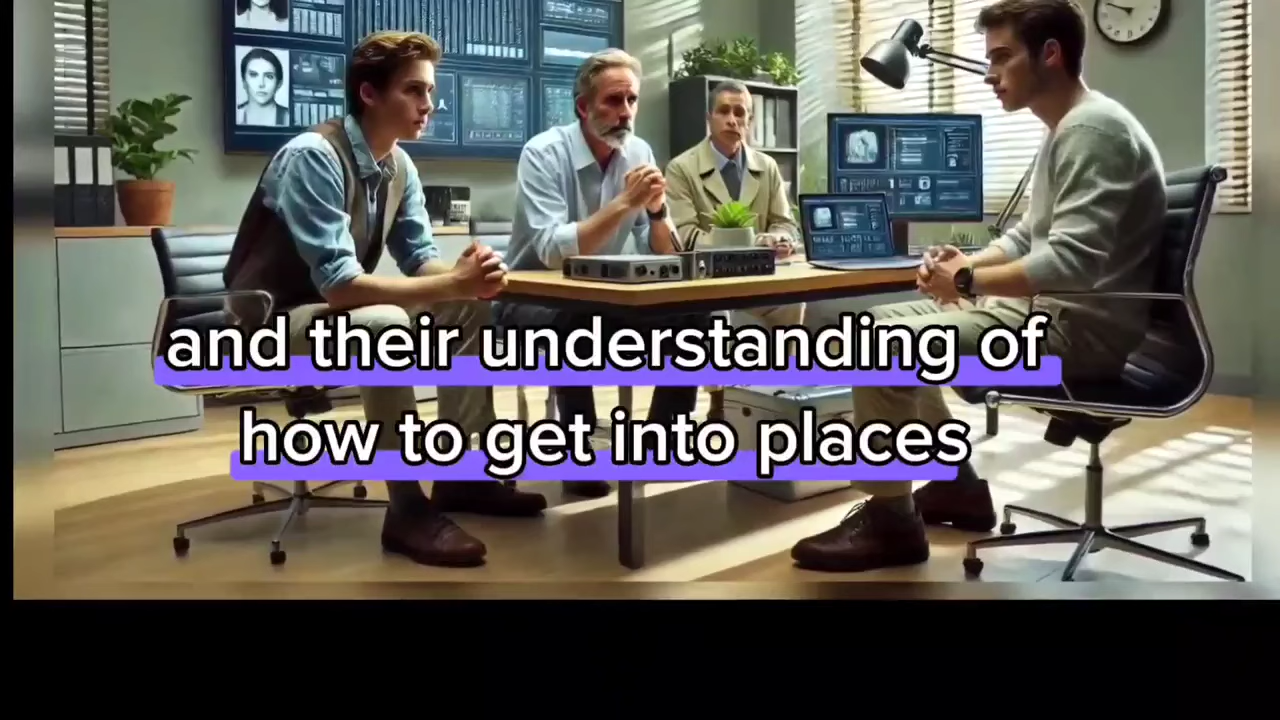 and their understanding of
how to get into places